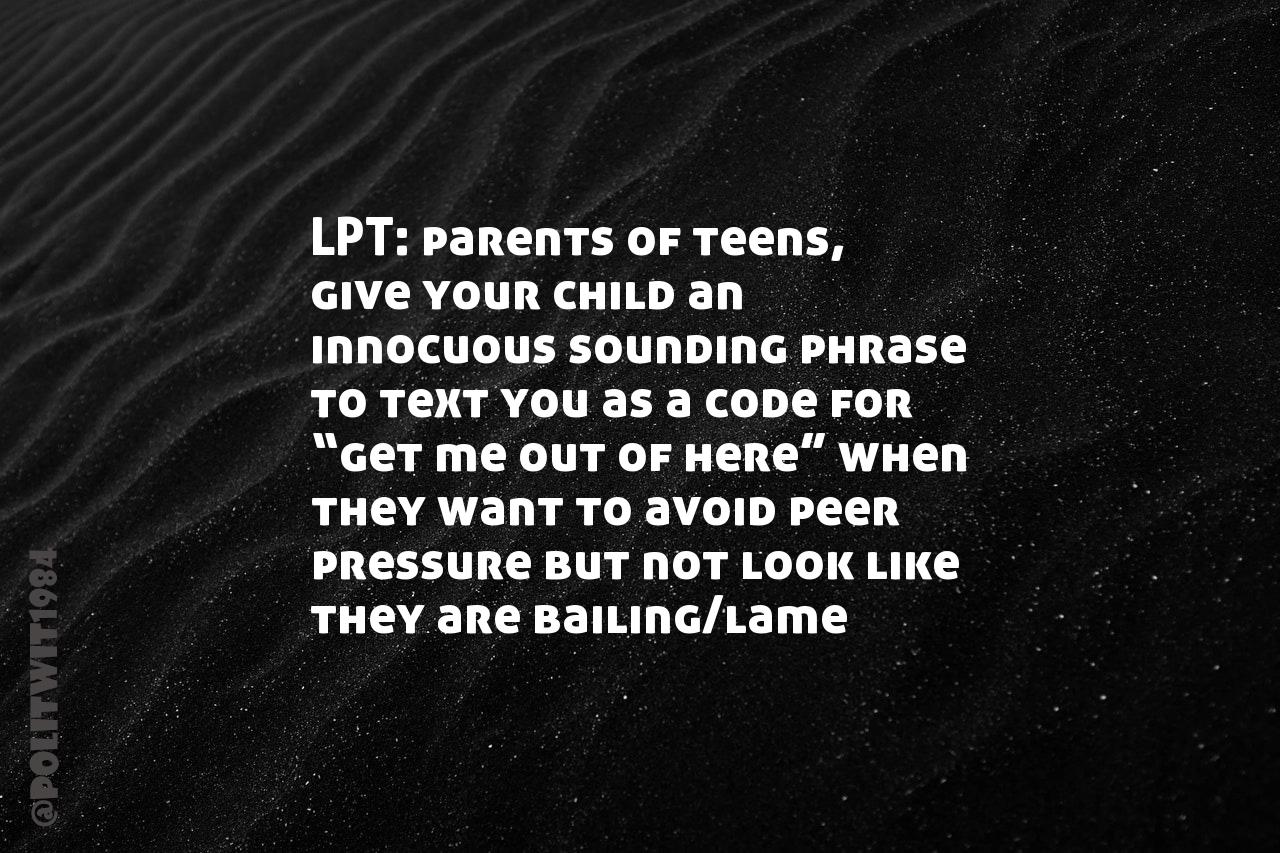 LPT: parents of teens,
give your child an
innocuous sounding phrase
to text you as a code for
“get me out of here” when
they want to avoid peer
pressure but not look like
they are bailing/lame
@POLITWIT1984